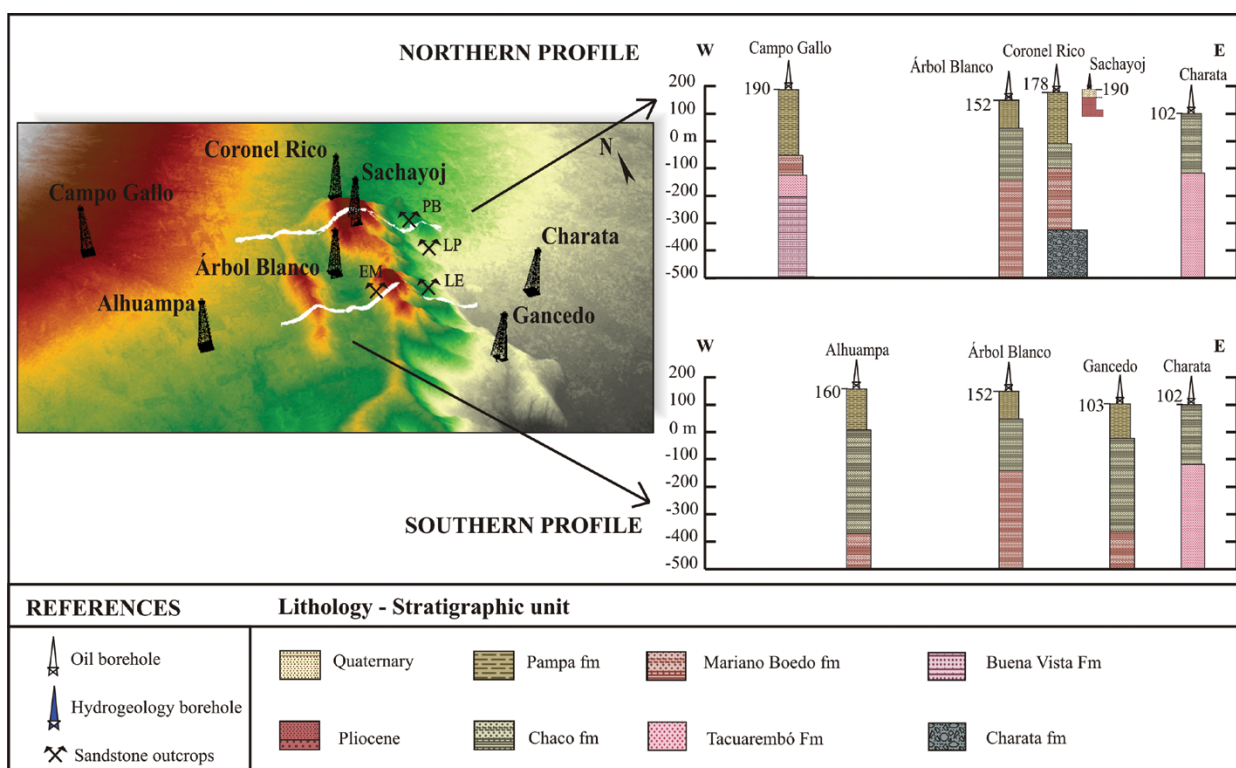 NORTHERN PROFILE
W
Campo Gallo
Árbol Blanco
Coronel Rico
Sachayoj
E
Charata
200
100
0 m
-100
-200
-300
-400
-500
190
152
178
190
102
Coronel Rico
Sachayoj
N
Campo Gallo
PB
LP
Charata
Árbol Blanco
EM
LE
Alhuampa
Gancedo
W
Alhuampa
Árbol Blanco
Gancedo
E
Charata
200
100
0 m
-100
-200
-300
-400
-500
160
152
103
102
SOUTHERN PROFILE
REFERENCES
Oil borehole
Hydrogeology borehole
Sandstone outcrops
Lithology - Stratigraphic unit
Quaternary
Pampa fm
Mariano Boedo fm
Buena Vista Fm
Pliocene
Chaco fm
Tacuarembó Fm
Charata fm